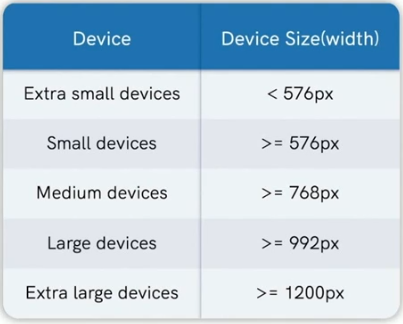 Device Device Size(width)
Extra small devices < 576px
Small devices >= 576px
Medium devices >= 768px
Large devices >= 992px
Extra large devices >= 1200px